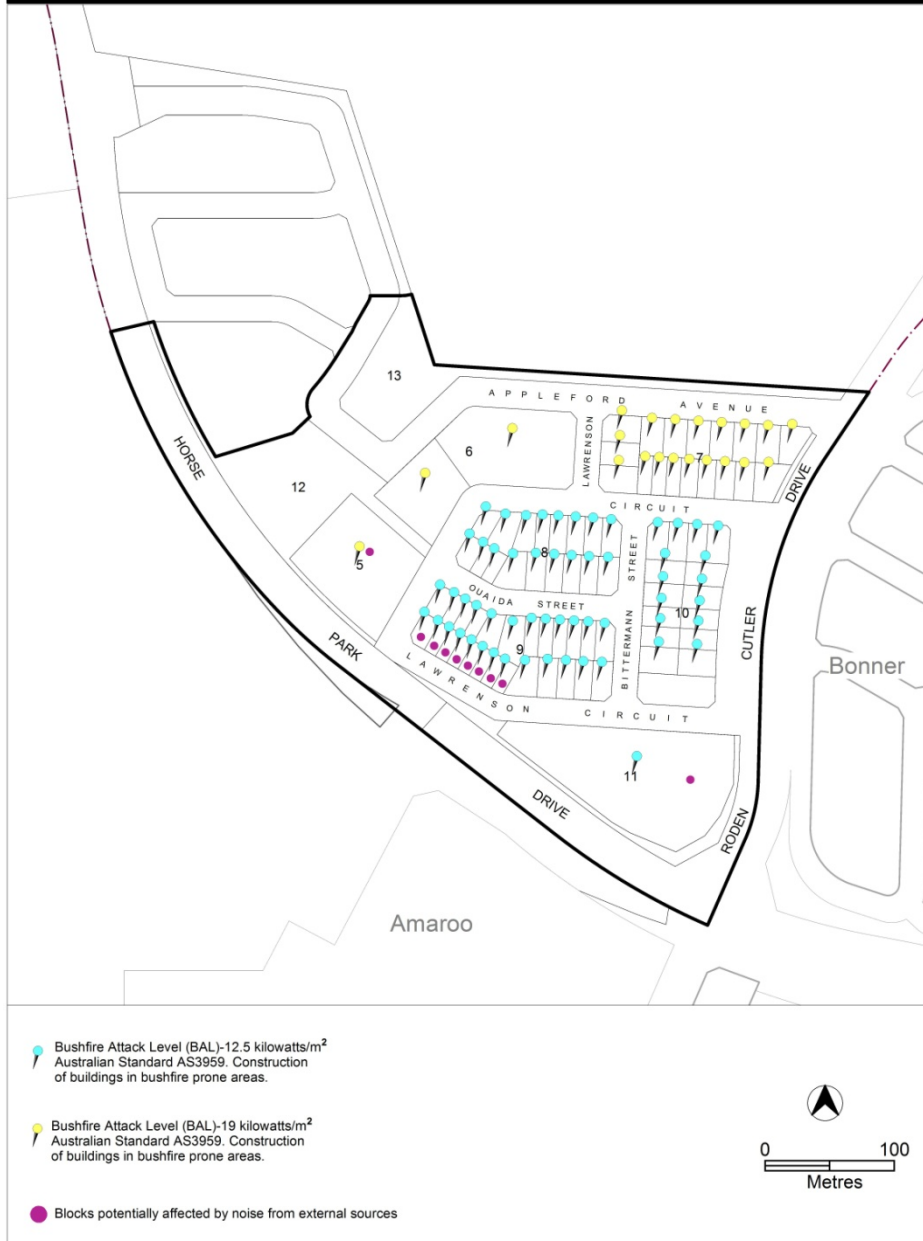 13
APPLEFORD AVENUE
LAWRENSON
7
6
HORSE
12
DRIVE
CIRCUIT
STREET
8
5
OUAIDA STREET
10
CUTLER
PARK
9
BITTERMANN
Bonner
LAWRENSON CIRCUIT
11
DRIVE
RODEN
Amaroo
Bushfire Attack Level (BAL)-12.5 kilowatts/m²
Australian Standard AS3959. Construction
of buildings in bushfire prone areas.
Bushfire Attack Level (BAL)-19 kilowatts/m²
Australian Standard AS3959. Construction
of buildings in bushfire prone areas.
0 100
Metres
Blocks potentially affected by noise from external sources